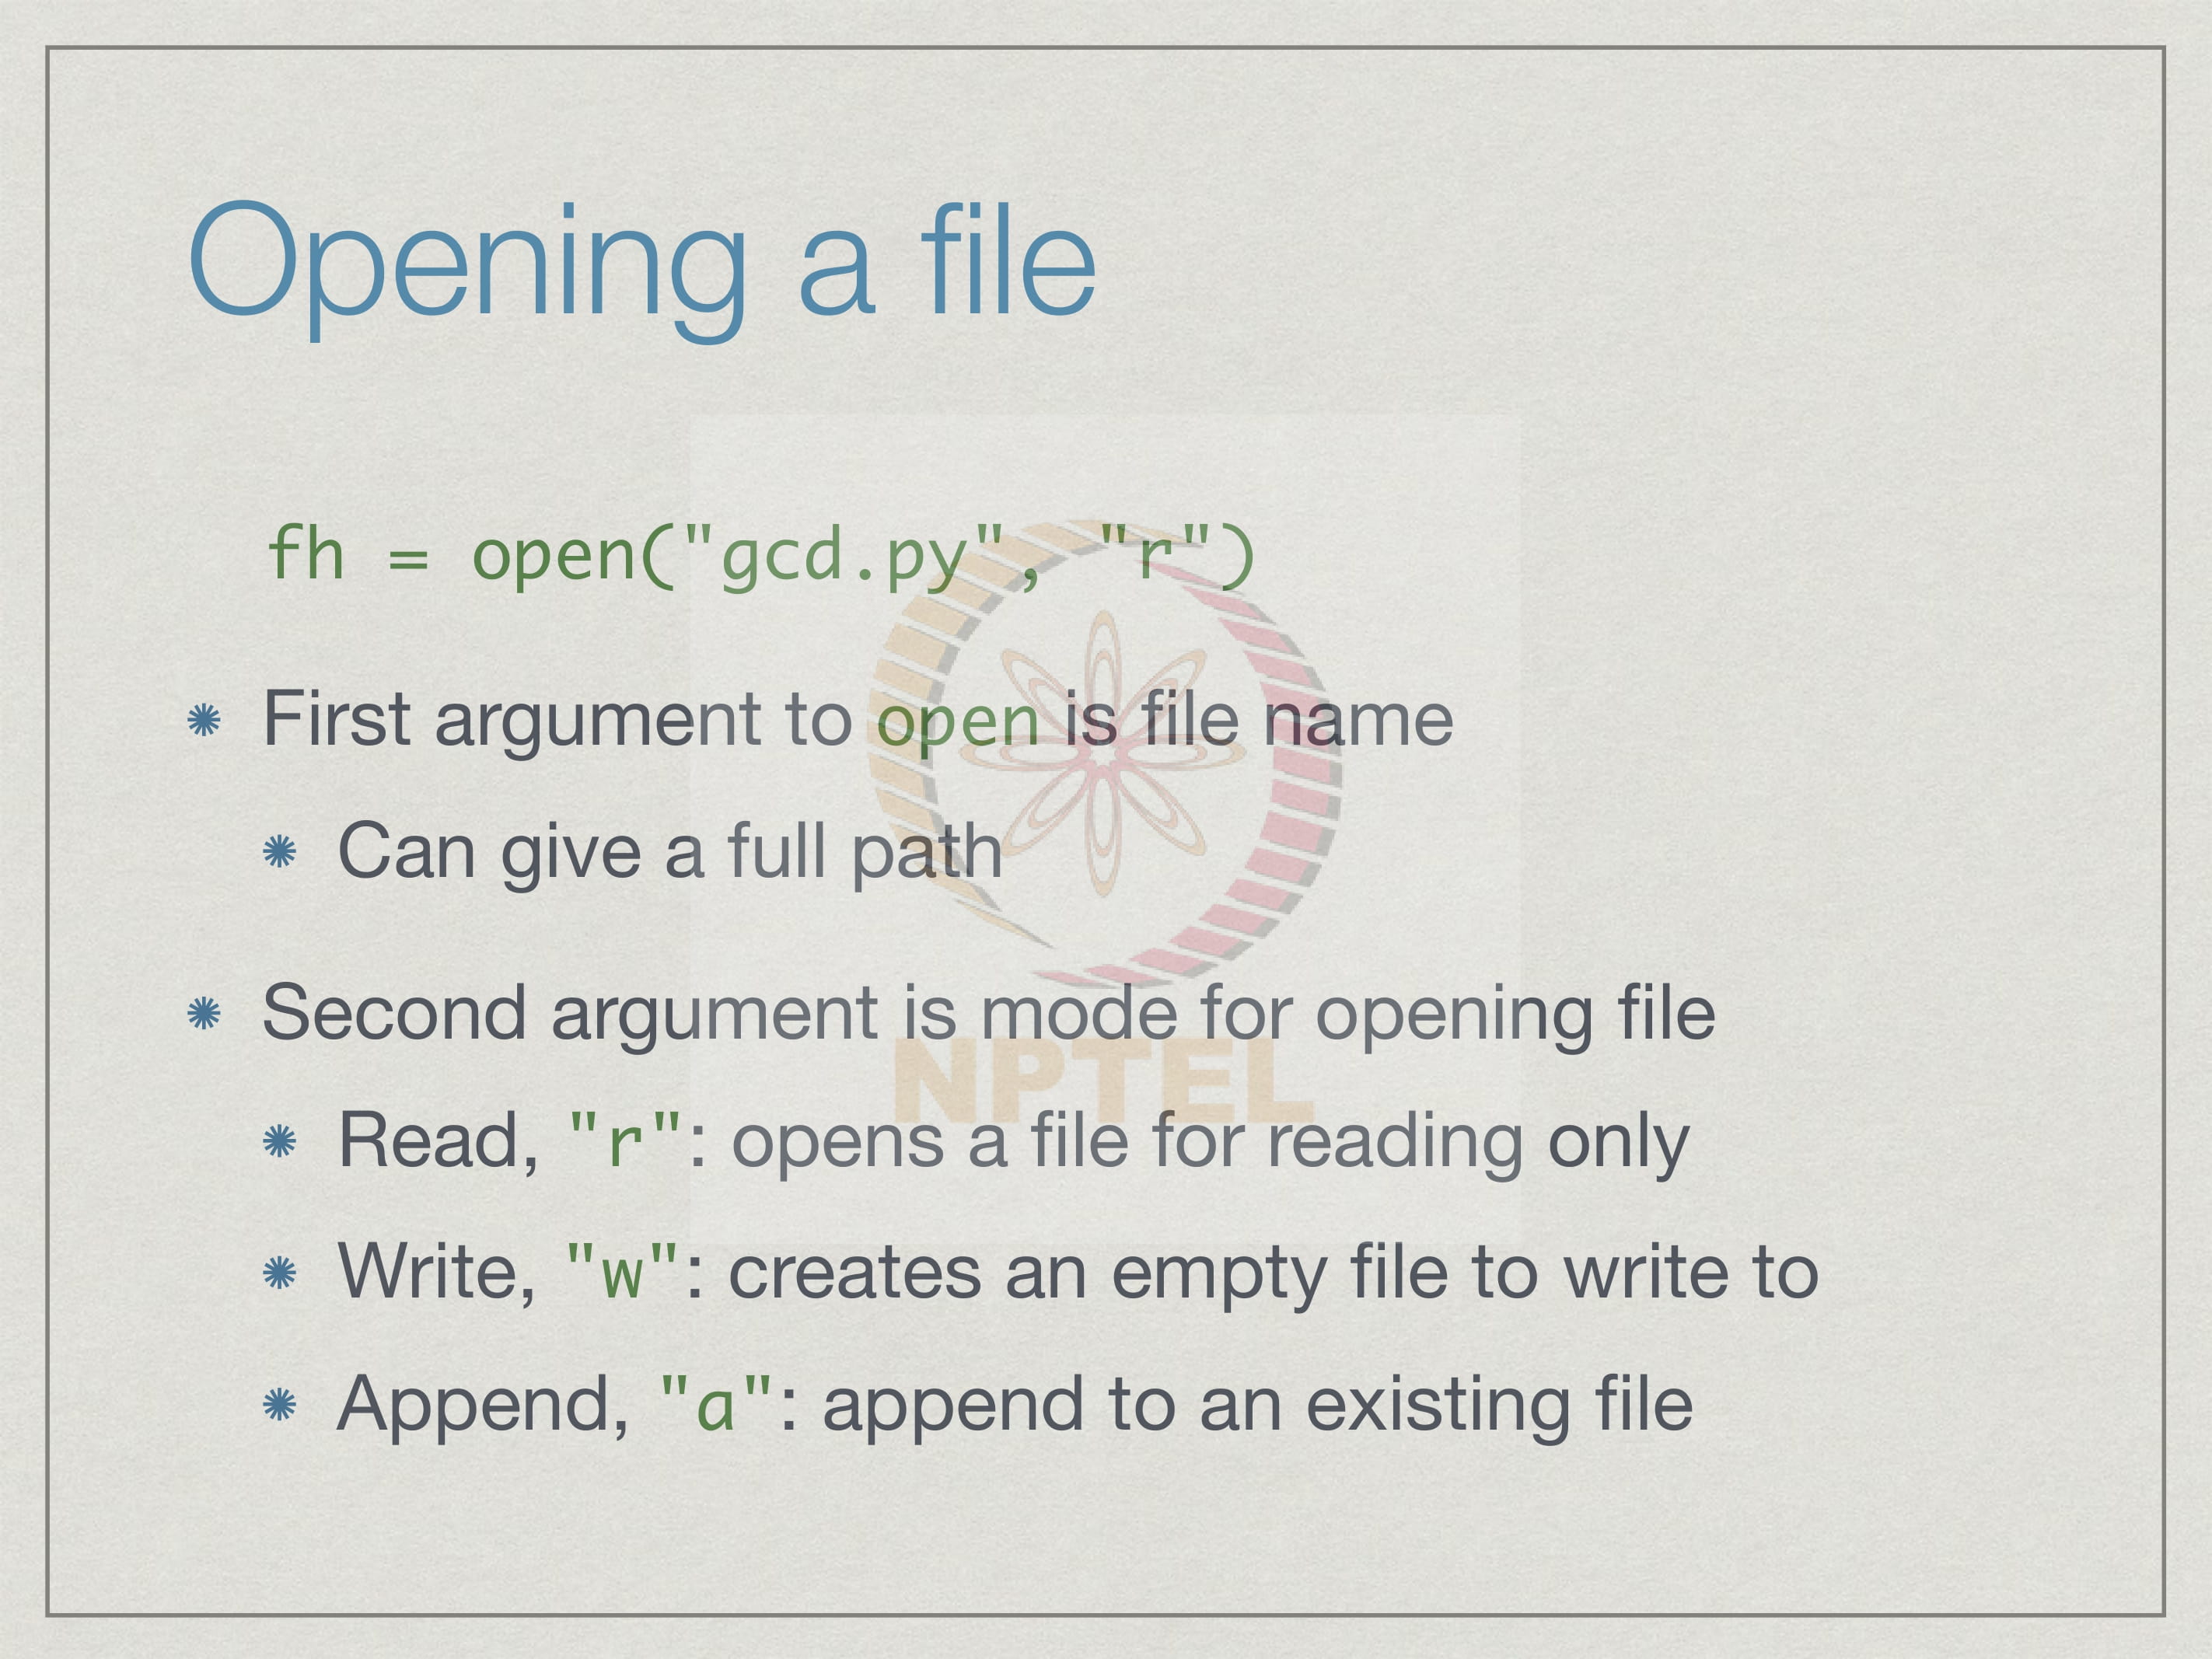 Opening a file
fh = open("gcd.py", "r")
First argument to open is file name
Can give a full path
Second argument is mode for opening file
NPTEL
Read, "r": opens a file for reading only
Write, "w": creates an empty file to write to
Append, "a": append to an existing file